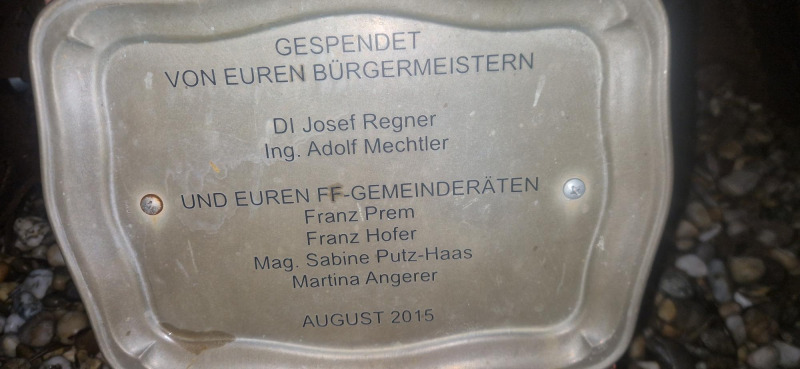 GESPENDET
VON EUREN BÜRGERMEISTERN
DI Josef Regner
Ing. Adolf Mechtler
UND EUREN FF-GEMEINDERÄTEN
Franz Prem
Franz Hofer
Mag. Sabine Putz-Haas
Martina Angerer
AUGUST 2015